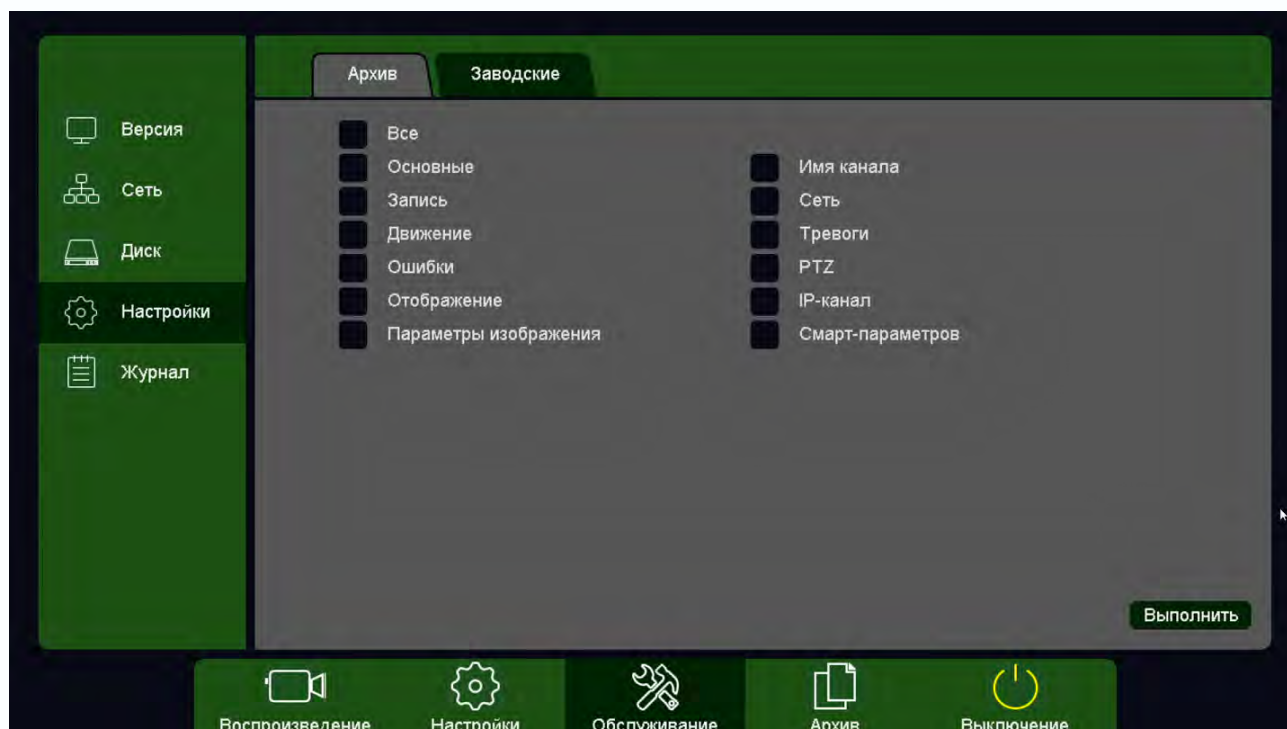 Архив Заводские
Версия
Сеть
Диск
Настройки
Журнал
Все
Основные Имя канала
Запись Сеть
Движение Тревоги
Ошибки PTZ
Отображение IP-канал
Параметры изображения Смарт-параметров
Выполнить
Воспроизведение Настройки Обслуживание Архив Выключение